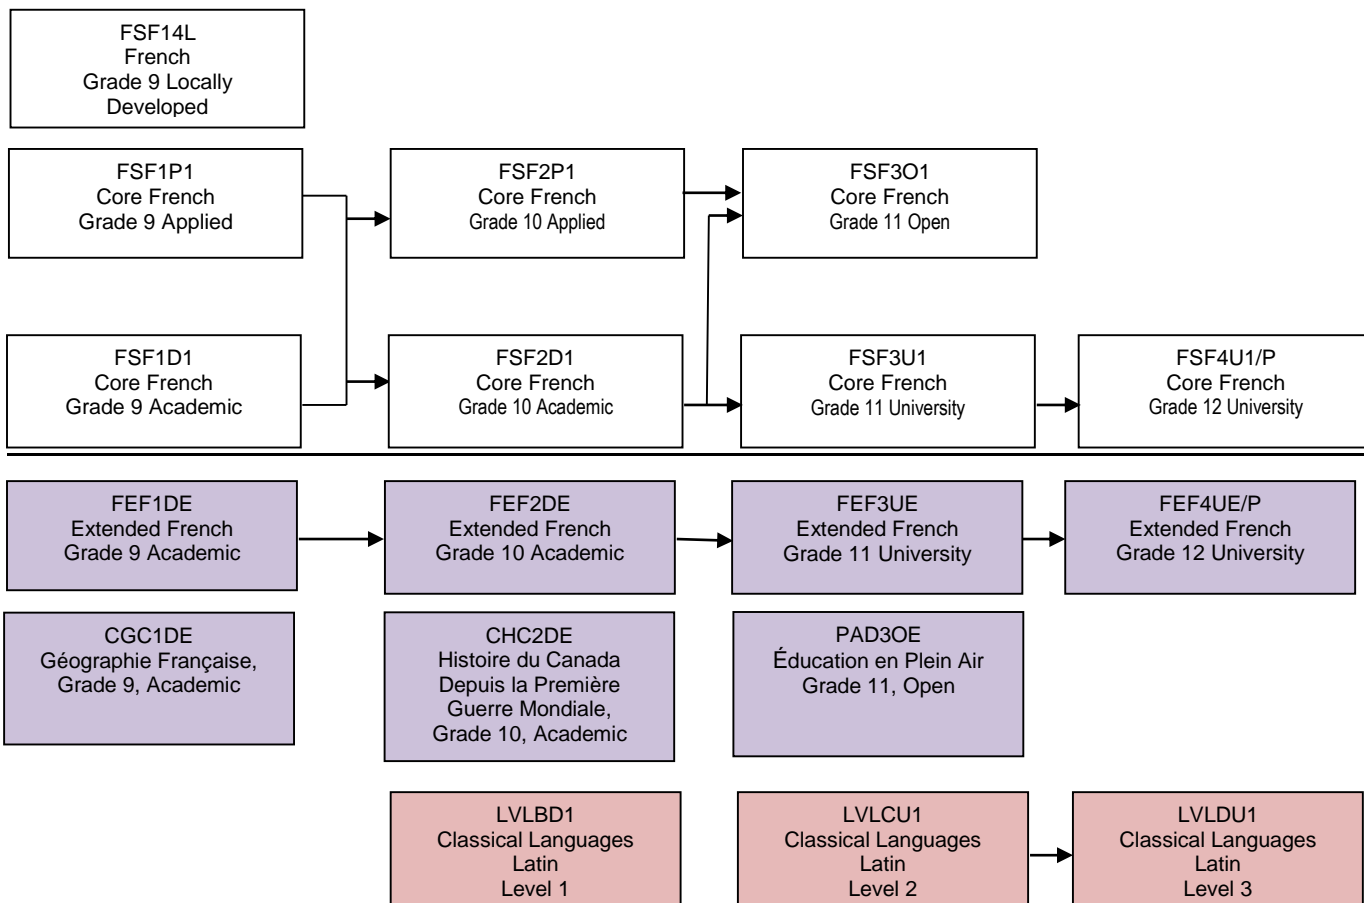 FSF14L
French
Grade 9 Locally
Developed
FSF1P1
Core French
Grade 9 Applied
FSF2P1
Core French
Grade 10 Applied
FSF3O1
Core French
Grade 11 Open
FSF1D1
Core French
Grade 9 Academic
FSF2D1
Core French
Grade 10 Academic
FSF3U1
Core French
Grade 11 University
FSF4U1/P
Core French
Grade 12 University
FEF1DE
Extended French
Grade 9 Academic
FEF2DE
Extended French
Grade 10 Academic
FEF3UE
Extended French
Grade 11 University
FEF4UE/P
Extended French
Grade 12 University
CGC1DE
Géographie Française,
Grade 9, Academic
CHC2DE
Histoire du Canada
Depuis la Première
Guerre Mondiale,
Grade 10, Academic
PAD3OE
Éducation en Plein Air
Grade 11, Open
LVLBD1
Classical Languages
Latin
Level 1
LVLCU1
Classical Languages
Latin
Level 2
LVLDU1
Classical Languages
Latin
Level 3